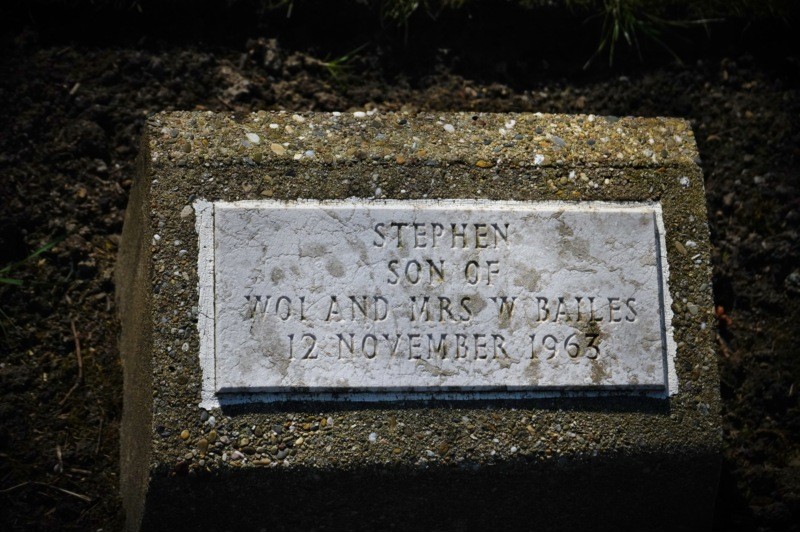 STEPHEN
SON OF
WO1 AND MRS W BAILES
12 NOVEMBER 1963